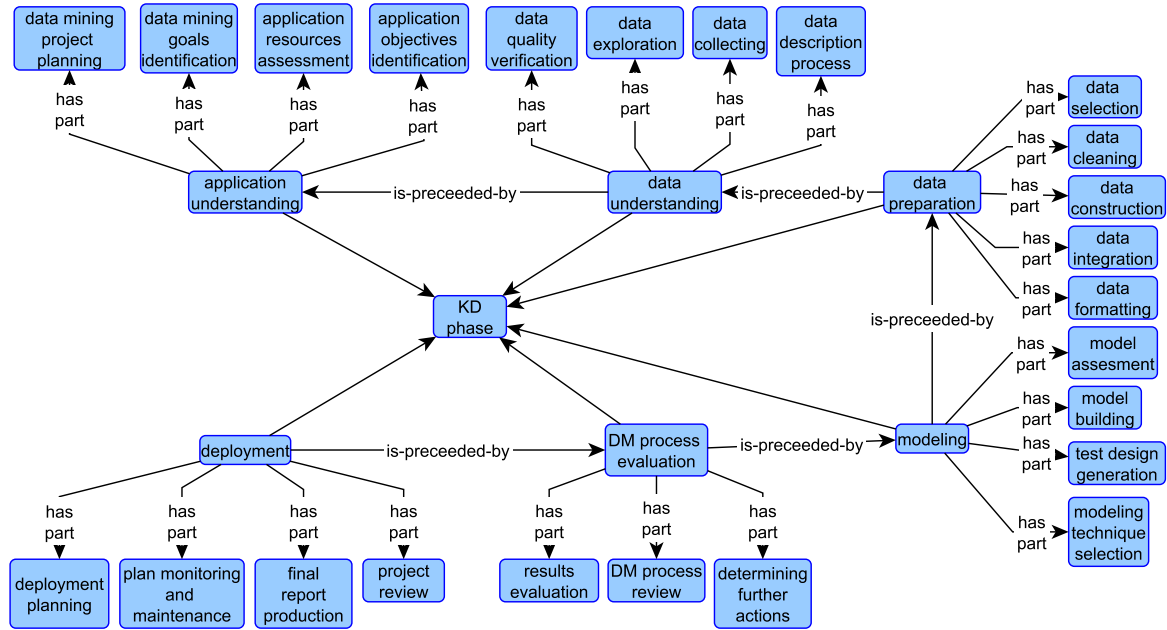 data mining
project
planning
data mining
goals
identification
application
resources
assessment
application
objectives
identification
data
quality
verification
data
exploration
data
collecting
data
description
process
has
part
has
part
has
part
has
part
has
part
has
part
has
part
has
part
has
part
data
selection
has
part
data
cleaning
application
understanding
is-preceeded-by
data
understanding
is-preceeded-by
data
preparation
has
part
data
construction
has
part
data
integration
has
part
data
formatting
KD
phase
is-preceeded-by
has
part
model
assesment
has
part
model
building
deployment
is-preceeded-by
DM process
evaluation
is-preceeded-by
modeling
has
part
test design
generation
has
part
modeling
technique
selection
has
part
has
part
has
part
has
part
has
part
has
part
has
part
deployment
planning
plan monitoring
and
maintenance
final
report
production
project
review
results
evaluation
DM process
review
determining
further
actions